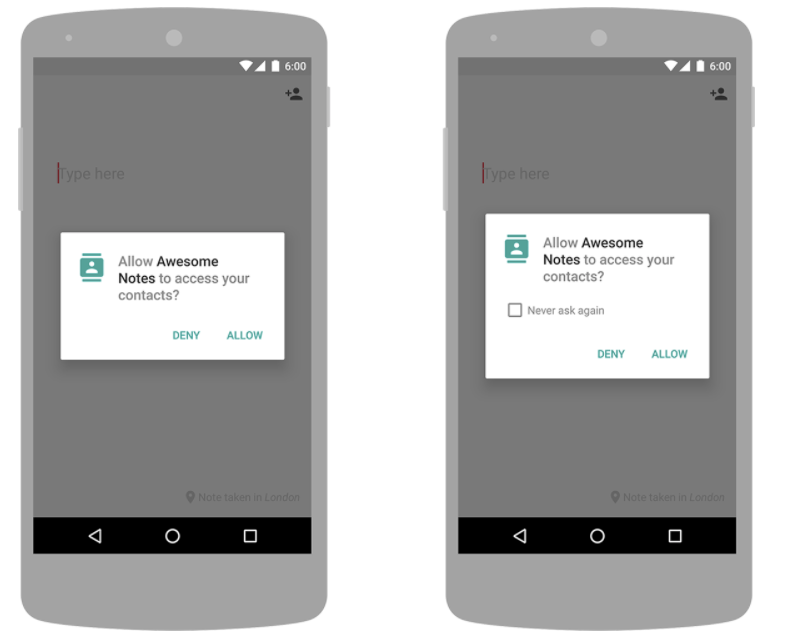 6:00
Type here
Allow Awesome
Notes to access your
contacts?
DENY ALLOW
Note taken in London
6:00
Type here
Allow Awesome
Notes to access your
contacts?
Never ask again
DENY ALLOW
Note taken in London